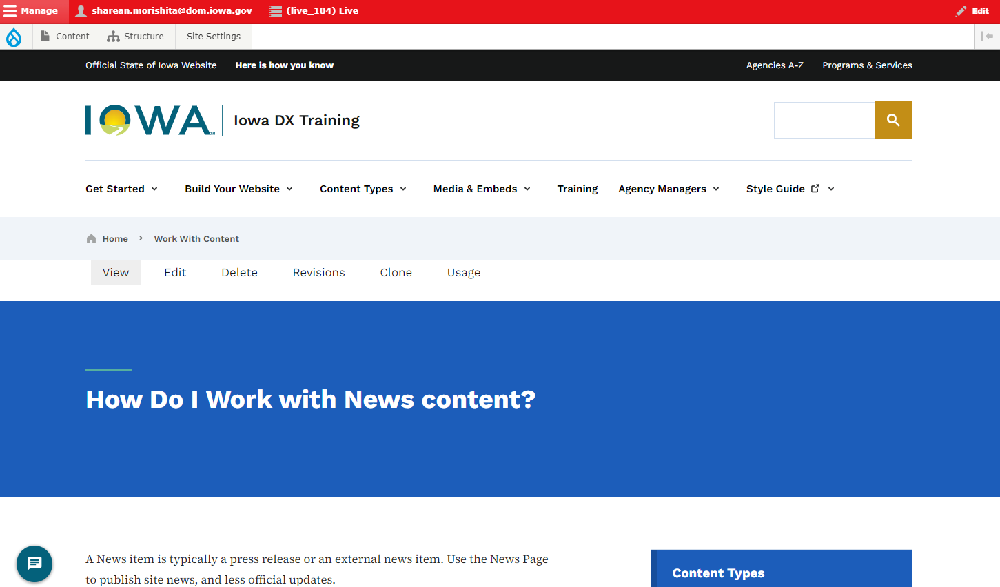 Manage sharean.morishita@dom.iowa.gov (live_104) Live Edit
Content Structure Site Settings
Official State of Iowa Website Here is how you know Agencies A-Z Programs & Services
IOWA™ Iowa DX Training
Get Started Build Your Website Content Types Media & Embeds Training Agency Managers Style Guide
Home Work With Content
View Edit Delete Revisions Clone Usage
How Do I Work with News content?
A News item is typically a press release or an external news item. Use the News Page
to publish site news, and less official updates.
Content Types